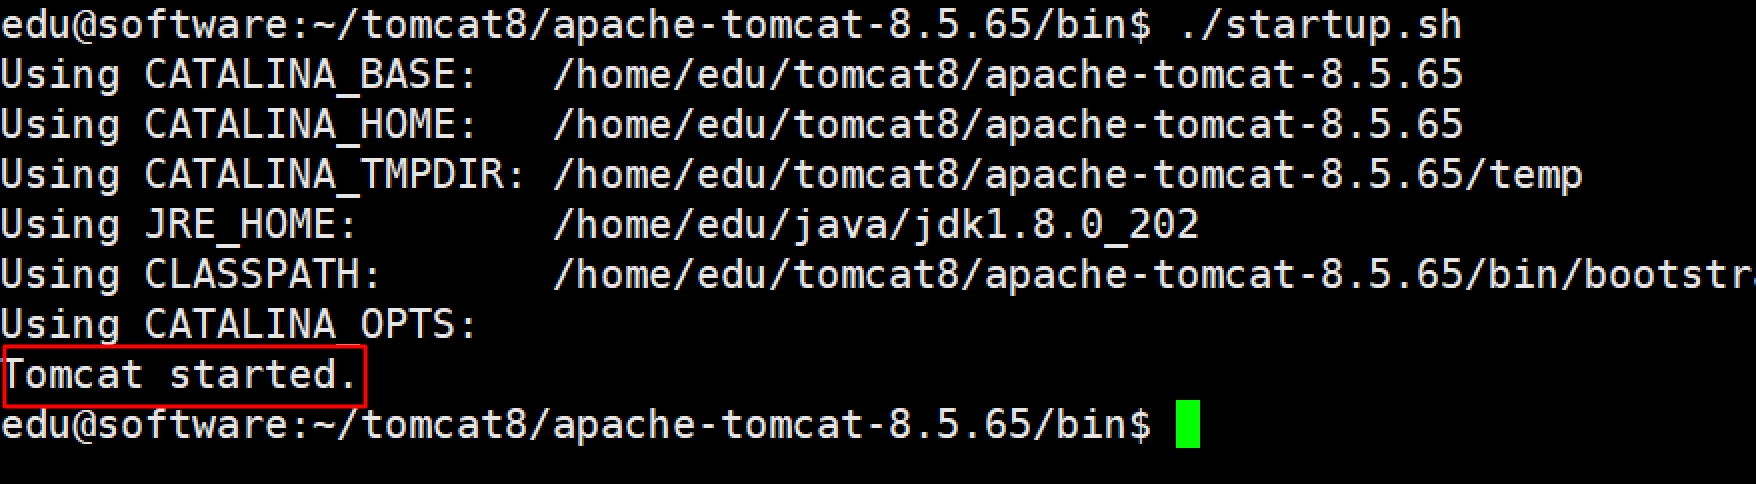 edu@software:~/tomcat8/apache-tomcat-8.5.65/bin$ ./startup.sh
Using CATALINA_BASE:   /home/edu/tomcat8/apache-tomcat-8.5.65
Using CATALINA_HOME:   /home/edu/tomcat8/apache-tomcat-8.5.65
Using CATALINA_TMPDIR: /home/edu/tomcat8/apache-tomcat-8.5.65/temp
Using JRE_HOME:        /home/edu/java/jdk1.8.0_202
Using CLASSPATH:       /home/edu/tomcat8/apache-tomcat-8.5.65/bin/bootstra
Using CATALINA_OPTS:
Tomcat started.
edu@software:~/tomcat8/apache-tomcat-8.5.65/bin$